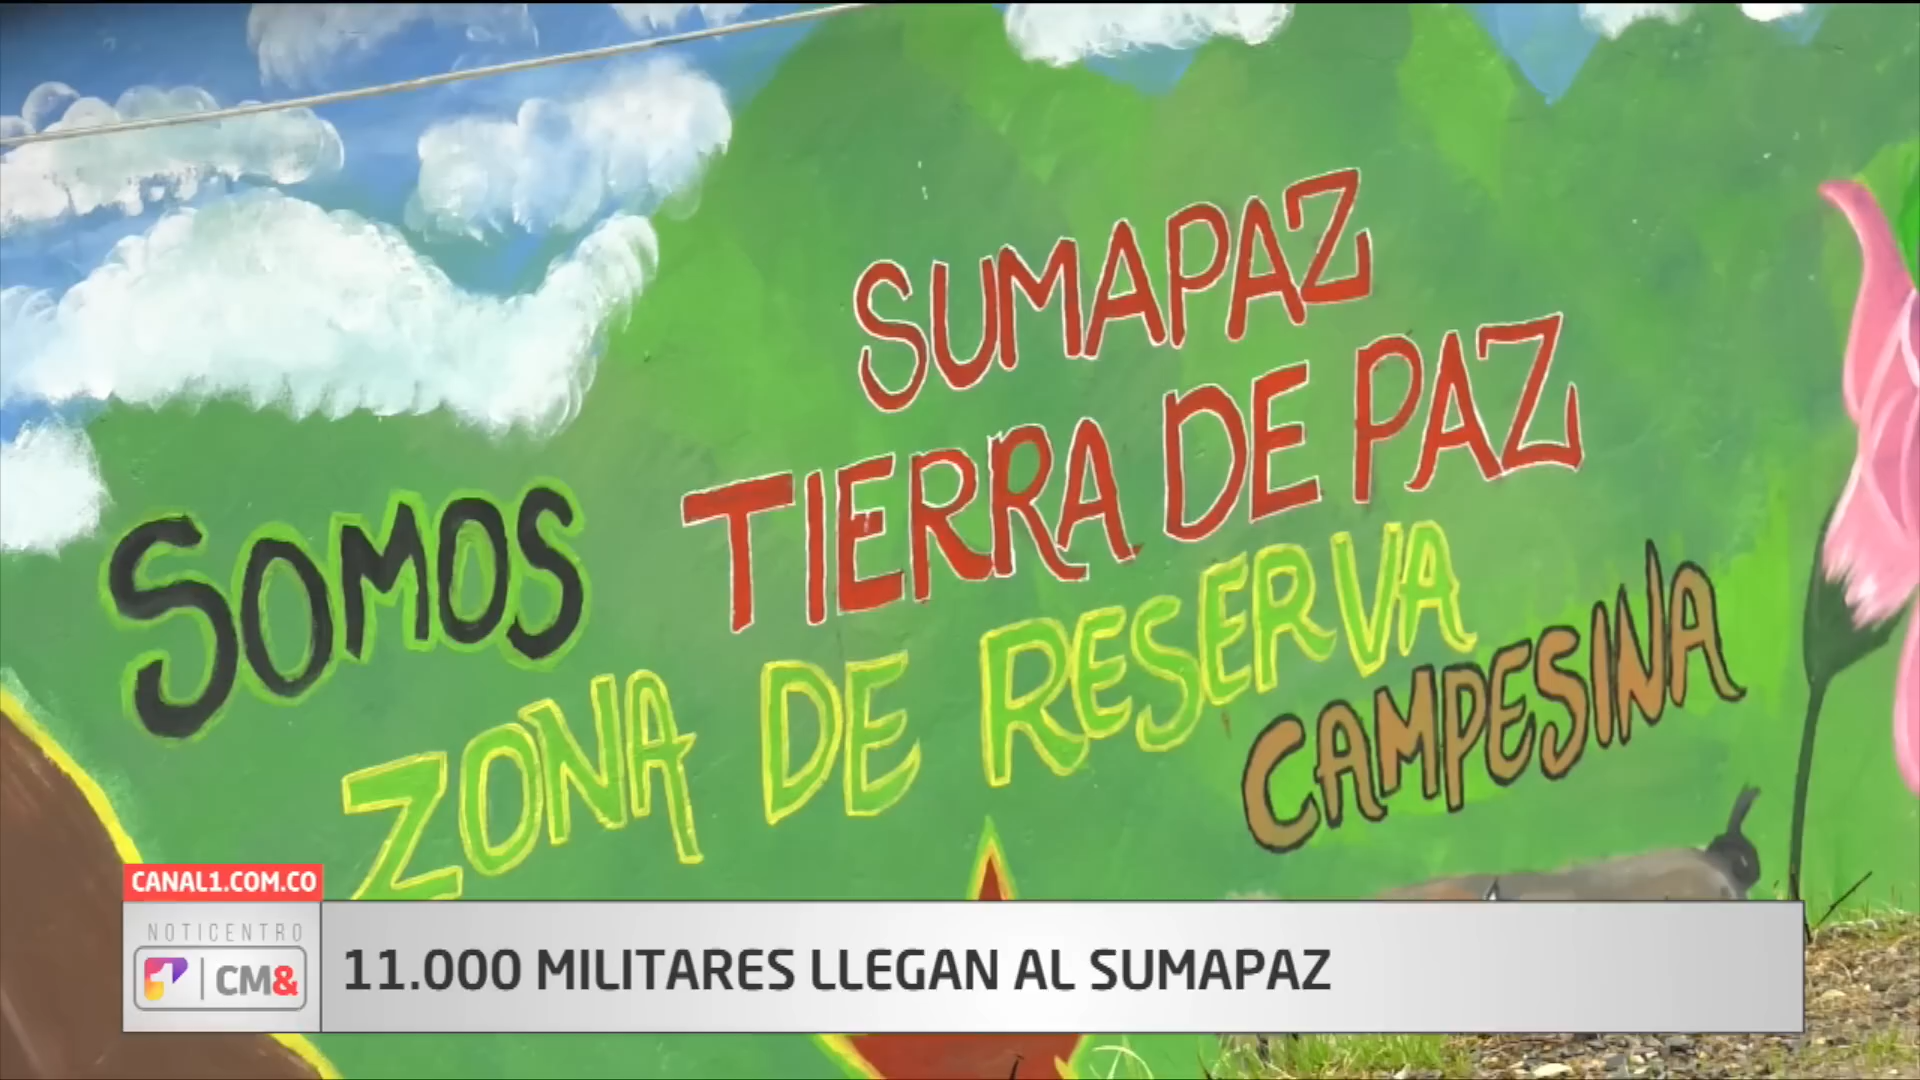 SUMAPAZ
TIERRA DE PAZ
SOMOS
ZONA DE RESERVA
CAMPESINA
CANAL1.COM.CO
NOTICENTRO
1 | CM&
11.000 MILITARES LLEGAN AL SUMAPAZ